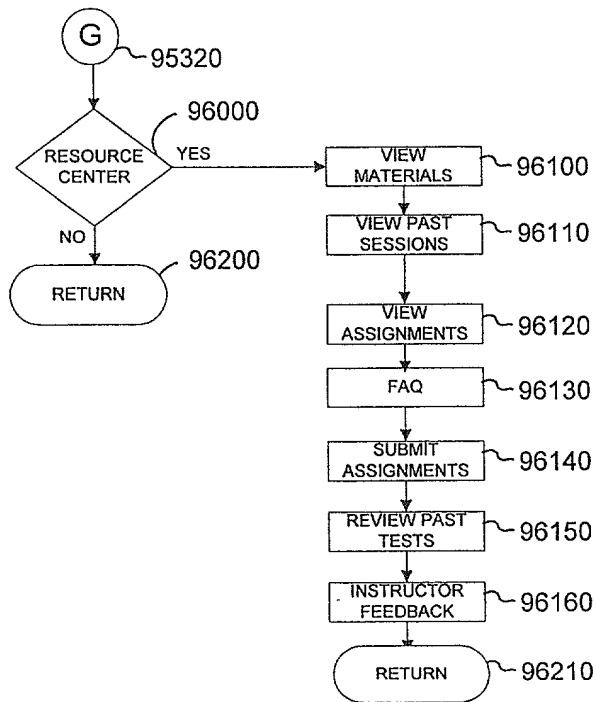 G
95320
96000
RESOURCE
CENTER
YES
NO
96200
RETURN
VIEW
MATERIALS
96100
VIEW PAST
SESSIONS
96110
VIEW
ASSIGNMENTS
96120
FAQ
96130
SUBMIT
ASSIGNMENTS
96140
REVIEW PAST
TESTS
96150
INSTRUCTOR
FEEDBACK
96160
RETURN
96210